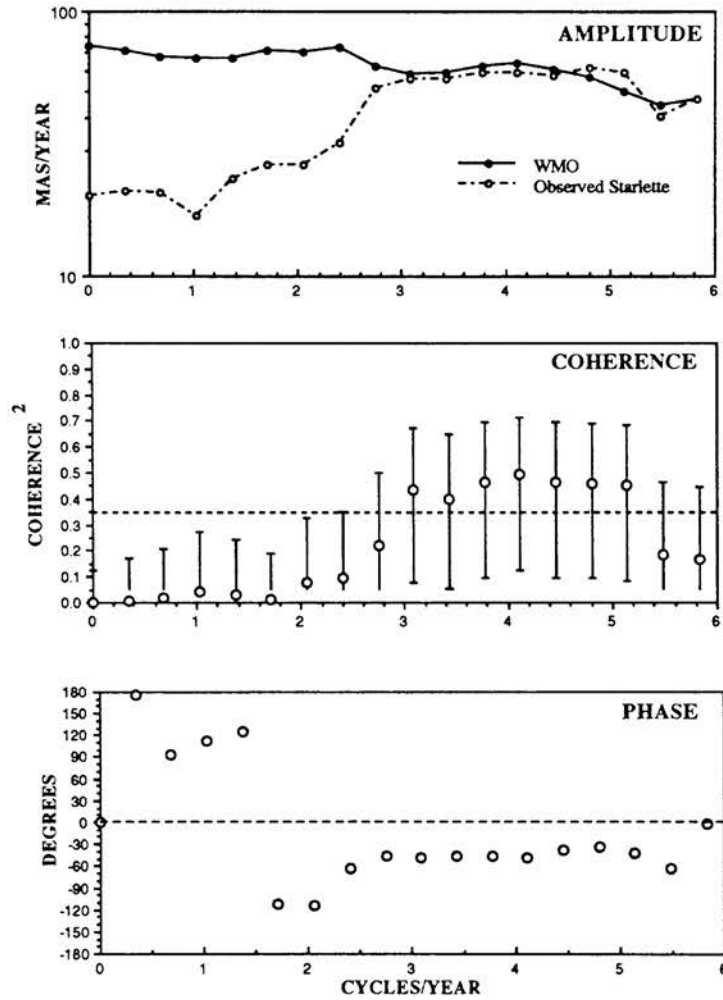 100
AMPLITUDE
MAS/YEAR
WMO
Observed Starlette
10
0 1 2 3 4 5 6
COHERENCE
COHERENCE 2
1.0
0.9
0.8
0.7
0.6
0.5
0.4
0.3
0.2
0.1
0.0
0 1 2 3 4 5 6
PHASE
DEGREES
180
150
120
90
60
30
0
-30
-60
-90
-120
-150
-180
0 1 2 3 4 5 6
CYCLES/YEAR